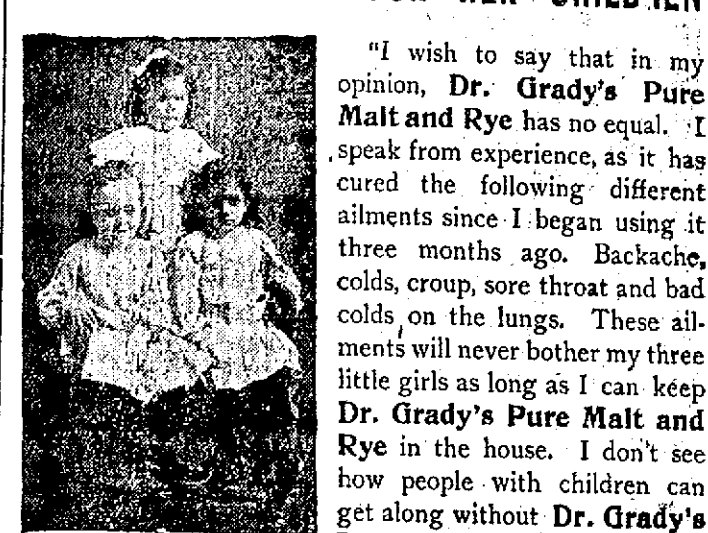 HER CHILDREN
"I wish to say that in my
opinion, Dr. Grady's Pure
Malt and Rye has no equal. I
speak from experience, as it has
cured the following different
ailments since I began using it
three months ago. Backache,
colds, croup, sore throat and bad
colds on the lungs. These ail-
ments will never bother my three
little girls as long as I can keep
Dr. Grady's Pure Malt and
Rye in the house. I don't see
how people with children can
get along without Dr. Grady's